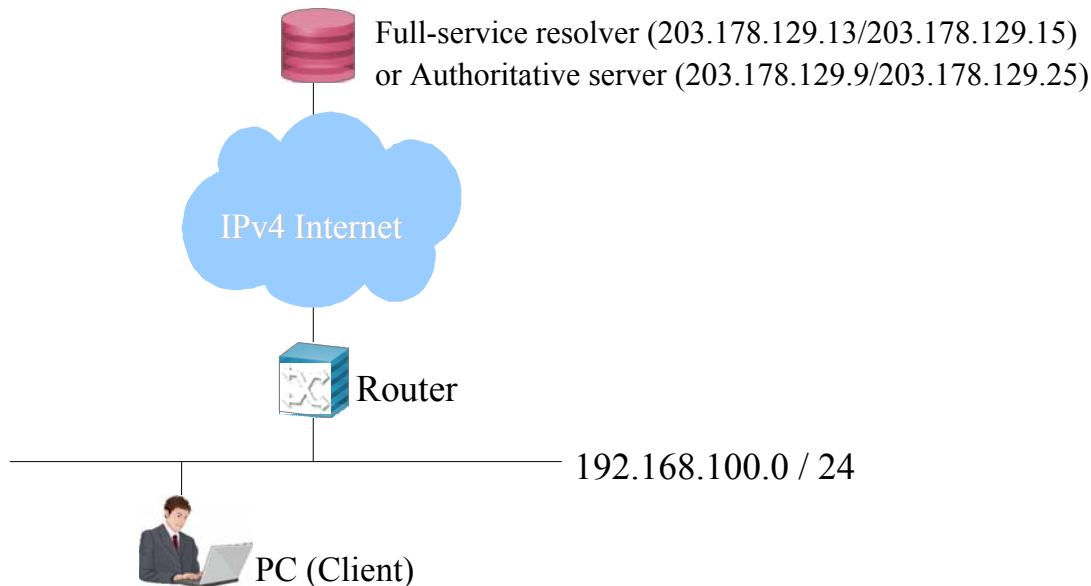 Full-service resolver (203.178.129.13/203.178.129.15)
or Authoritative server (203.178.129.9/203.178.129.25)
IPv4 Internet
Router
192.168.100.0 / 24
PC (Client)